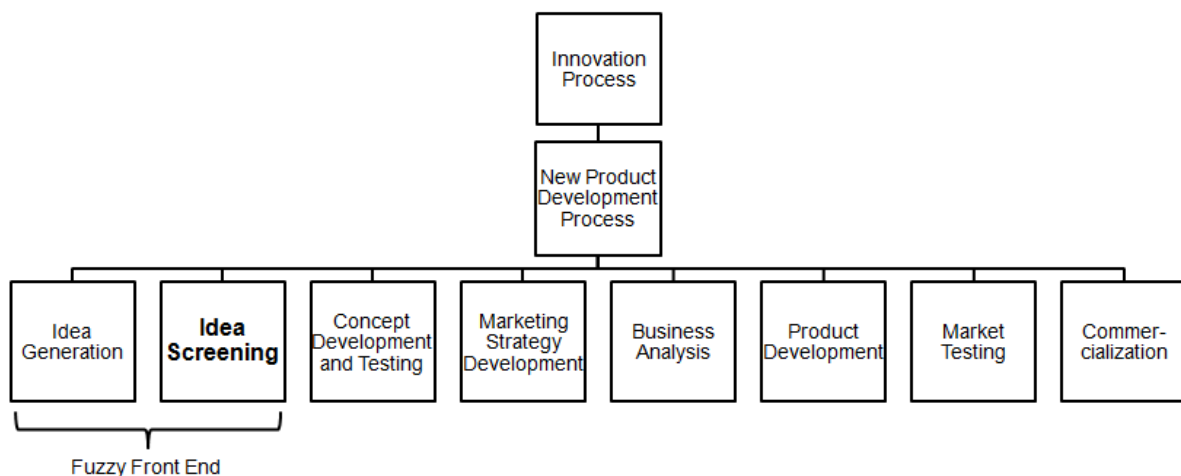 Innovation
Process
New Product
Development
Process
Idea
Generation
Idea
Screening
Concept
Development
and Testing
Marketing
Strategy
Development
Business
Analysis
Product
Development
Market
Testing
Commer-
cialization
Fuzzy Front End